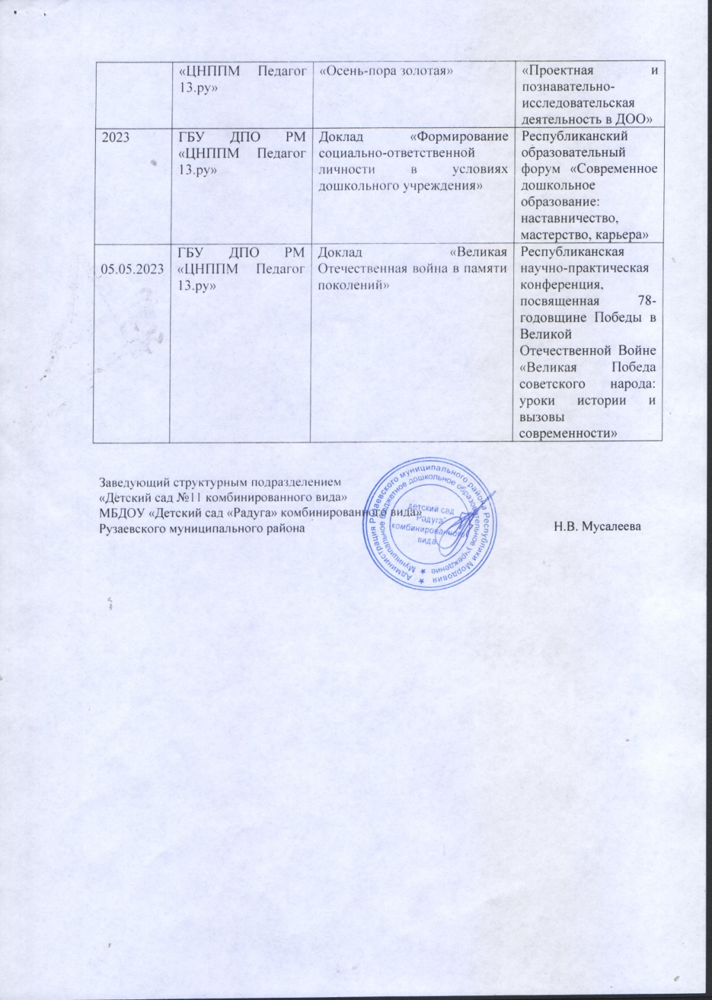 «ЦНППМ Педагог
13.ру»
«Осень-пора золотая»
«Проектная и
познавательно-
исследовательская
деятельность в ДОО»
2023
ГБУ ДПО РМ
«ЦНППМ Педагог
13.ру»
Доклад «Формирование
социально-ответственной
личности в условиях
дошкольного учреждения»
Республиканский
образовательный
форум «Современное
дошкольное
образование:
наставничество,
мастерство, карьера»
05.05.2023
ГБУ ДПО РМ
«ЦНППМ Педагог
13.ру»
Доклад «Великая
Отечественная война в памяти
поколений»
Республиканская
научно-практическая
конференция,
посвященная 78-
годовщине Победы в
Великой
Отечественной Войне
«Великая Победа
советского народа:
уроки истории и
вызовы
современности»
Заведующий структурным подразделением
«Детский сад №11 комбинированного вида»
МБДОУ «Детский сад «Радуга» комбинированного вида»
Рузаевского муниципального района
Н.В. Мусалеева
Администрация Рузаевского муниципального района Республики Мордовия
Муниципальное бюджетное дошкольное образовательное учреждение
детский сад
"Радуга"
комбинированного
вида